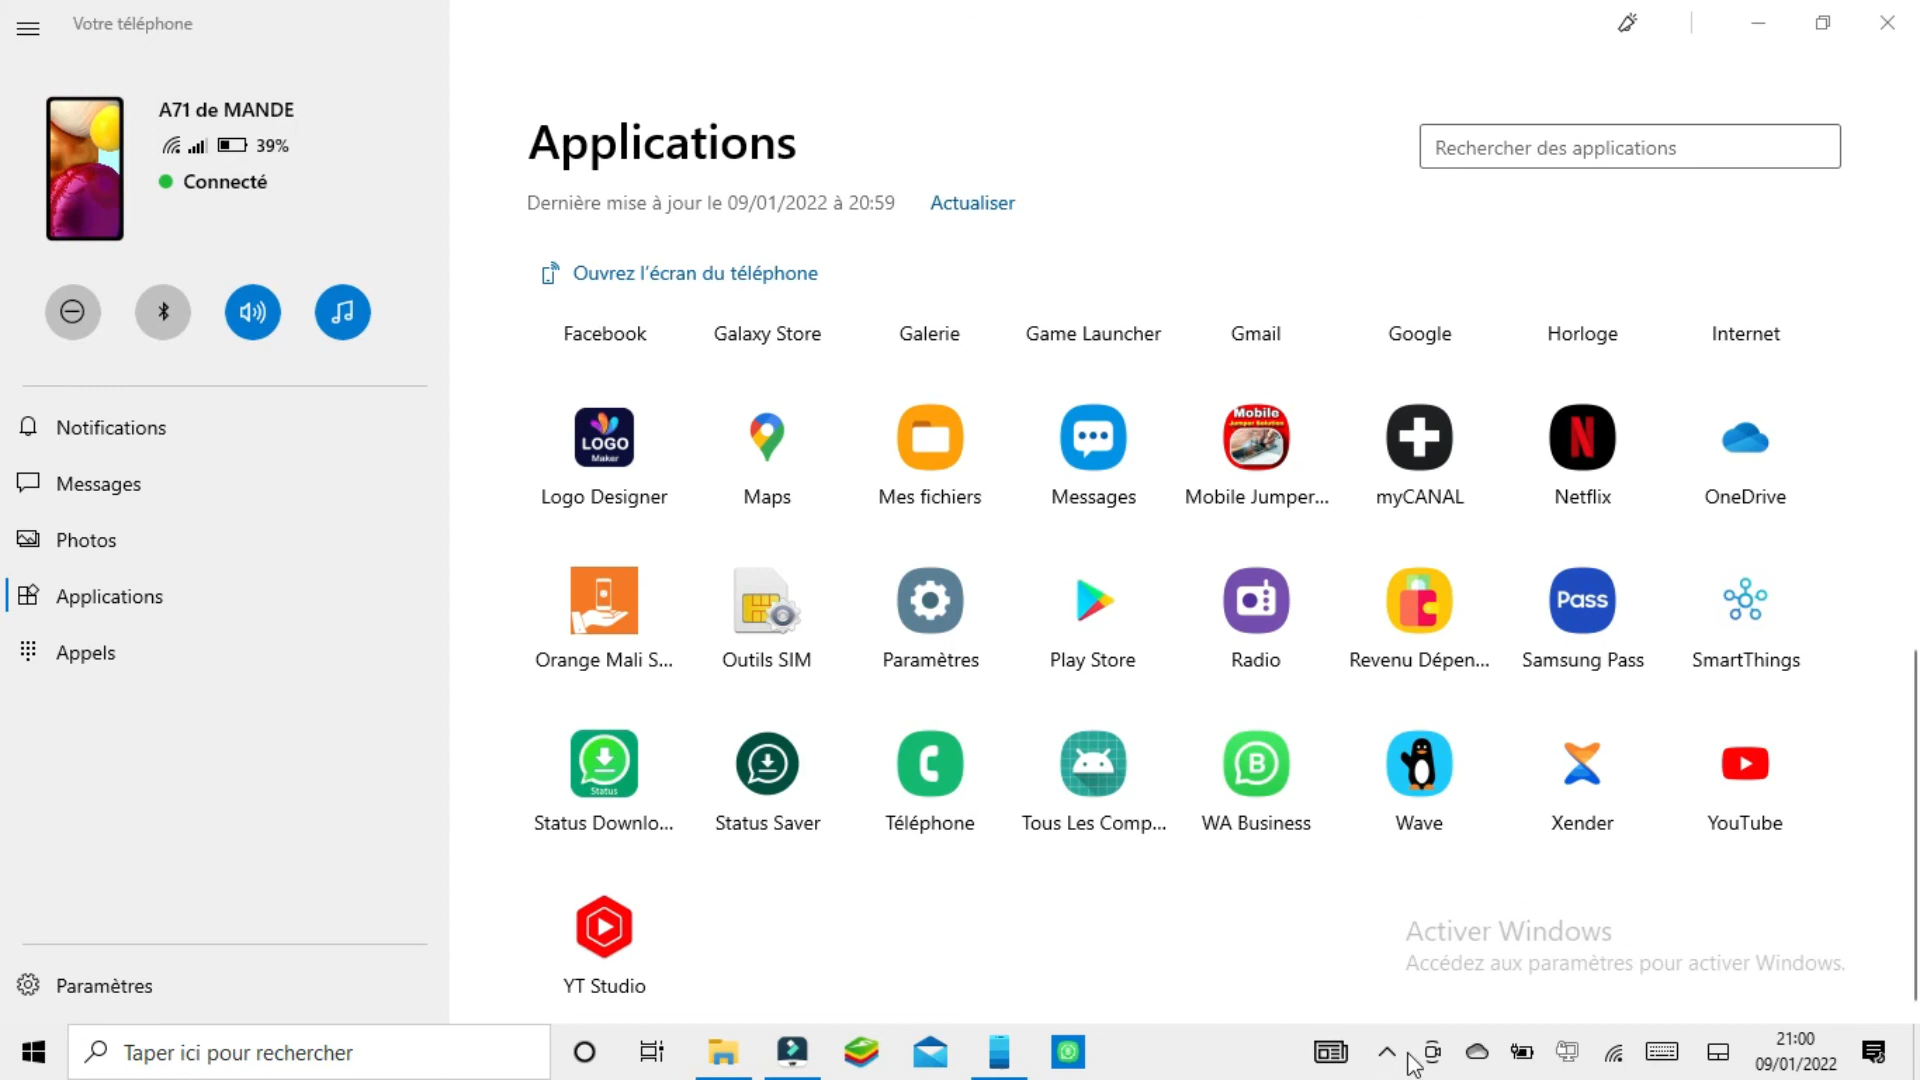 Votre téléphone
A71 de MANDE
39%
Connecté
Notifications
Messages
Photos
Applications
Appels
Paramètres
Applications
Rechercher des applications
Dernière mise à jour le 09/01/2022 à 20:59 Actualiser
Ouvrez l'écran du téléphone
Facebook Galaxy Store Galerie Game Launcher Gmail Google Horloge Internet
LOGO
Maker
Mobile
Jumper Solution
Logo Designer Maps Mes fichiers Messages Mobile Jumper... myCANAL Netflix OneDrive
Pass
Orange Mali S... Outils SIM Paramètres Play Store Radio Revenu Dépen... Samsung Pass SmartThings
Status
B
Status Downlo... Status Saver Téléphone Tous Les Comp... WA Business Wave Xender YouTube
YT Studio
Activer Windows
Accédez aux paramètres pour activer Windows.
Taper ici pour rechercher
21:00
09/01/2022